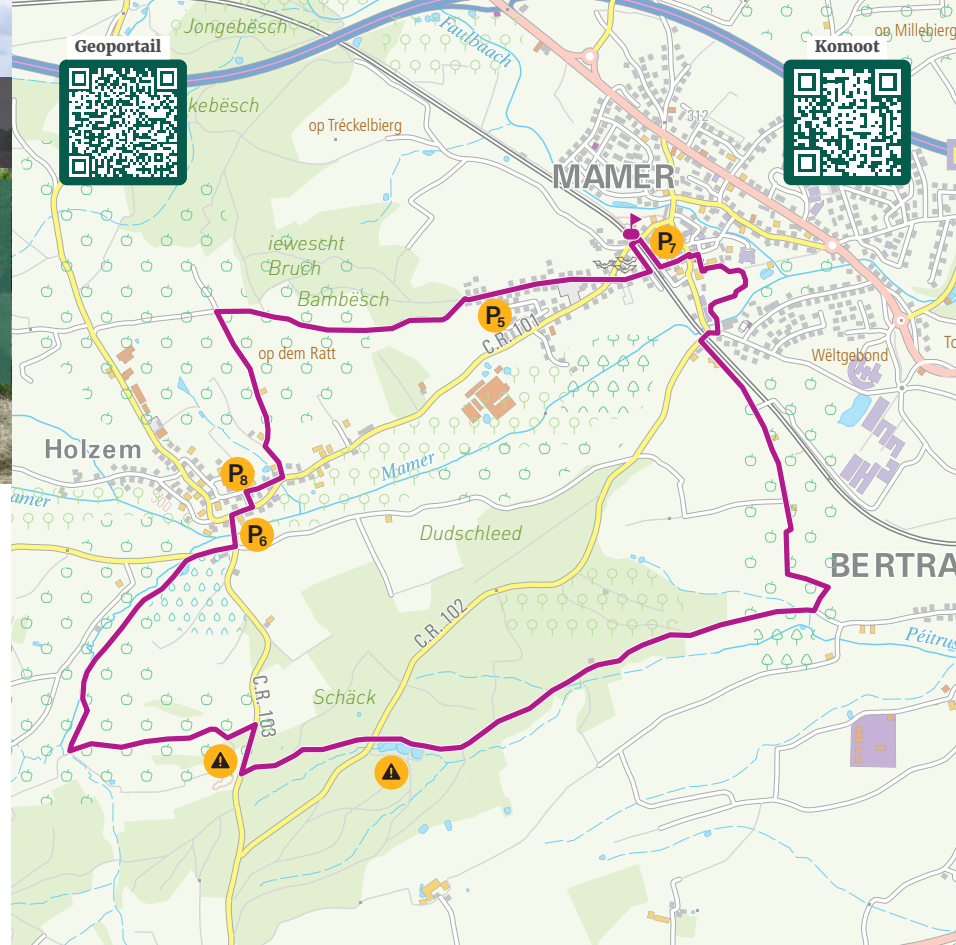 Geoportail
Komoot
Jongebësch
Faulbaach
op Millebierg
kebësch
op Tréckelbierg
312
MAMER
iewescht
Bruch
Bambësch
P7
P5
C.R. 101
op dem Ratt
Wëltgebond
To
Holzem
P8
Mamer
amer
P6
Dudschleed
BERTRA
C.R. 102
Péitrus
Schäck
C.R. 103